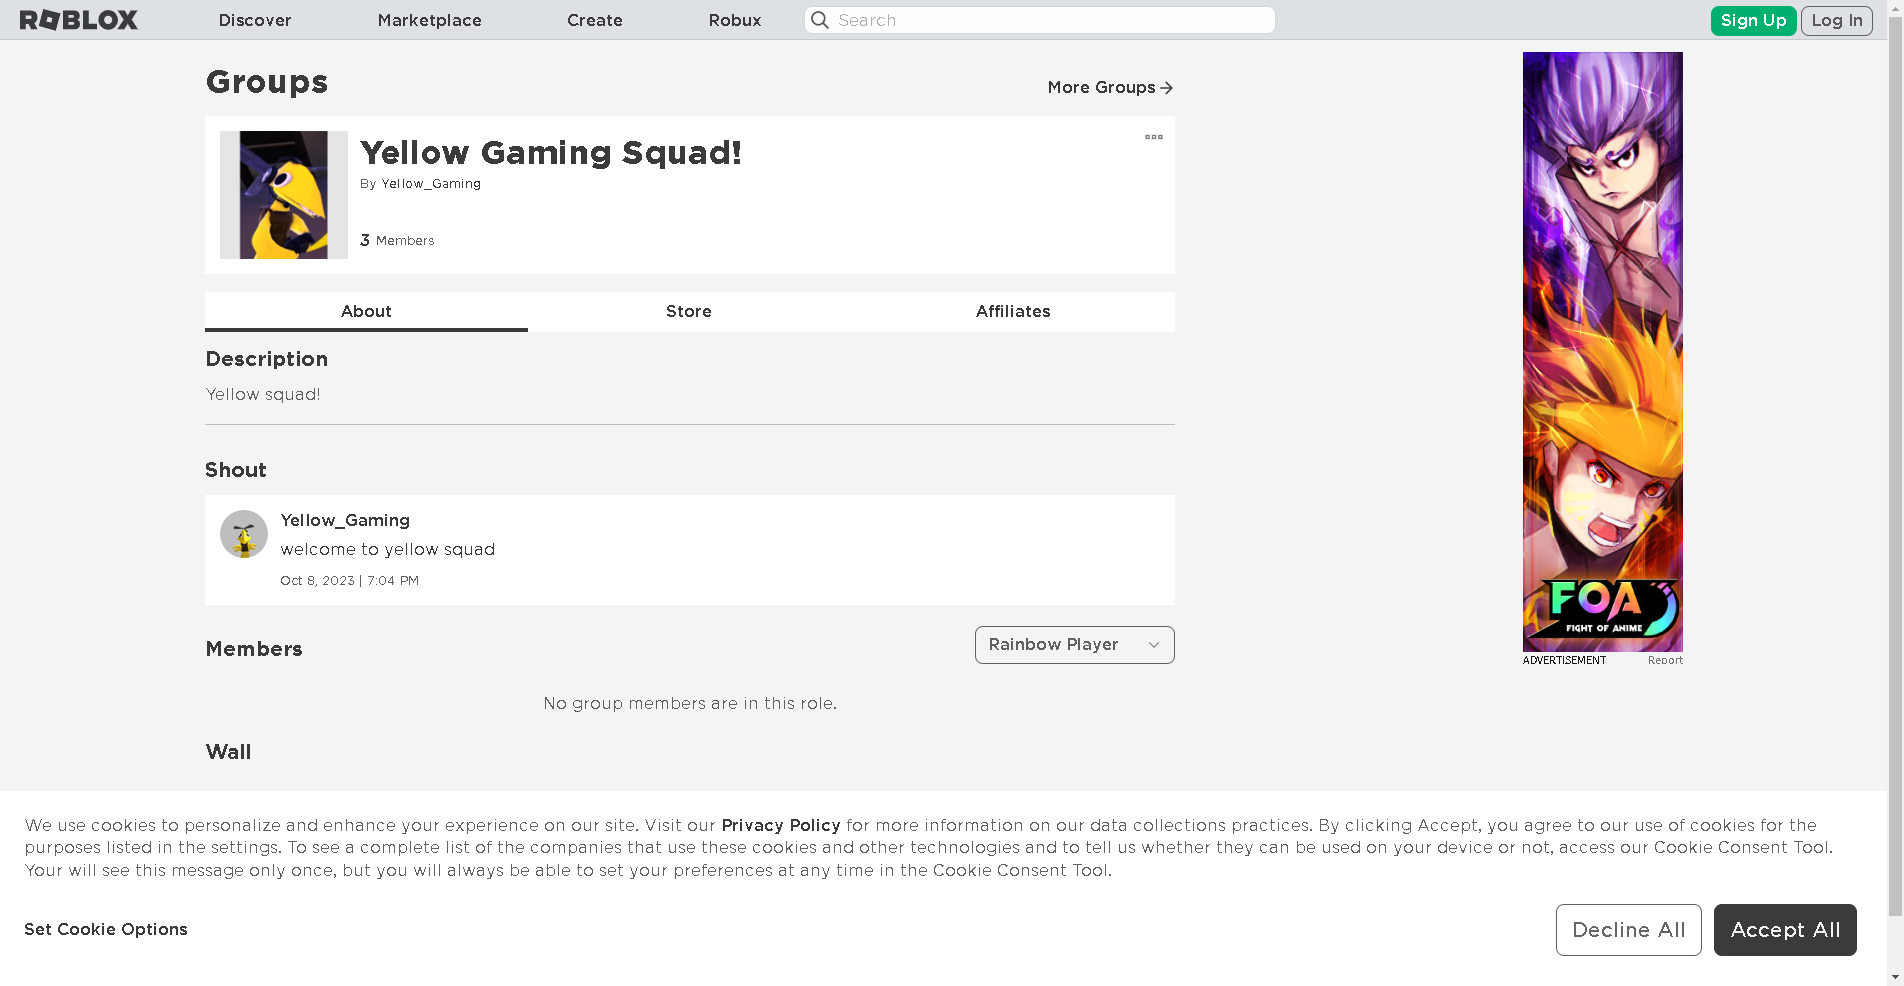 ROBLOX Discover Marketplace Create Robux Search Sign Up Log In
Groups
More Groups
Yellow Gaming Squad!
By Yellow_Gaming
3 Members
About Store Affiliates
Description
Yellow squad!
Shout
Yellow_Gaming
welcome to yellow squad
Oct 8, 2023 | 7:04 PM
Members
Rainbow Player
No group members are in this role.
Wall
FOA
FIGHT OF ANIME
ADVERTISEMENT Report
We use cookies to personalize and enhance your experience on our site. Visit our Privacy Policy for more information on our data collections practices. By clicking Accept, you agree to our use of cookies for the
purposes listed in the settings. To see a complete list of the companies that use these cookies and other technologies and to tell us whether they can be used on your device or not, access our Cookie Consent Tool.
Your will see this message only once, but you will always be able to set your preferences at any time in the Cookie Consent Tool.
Set Cookie Options
Decline All
Accept All